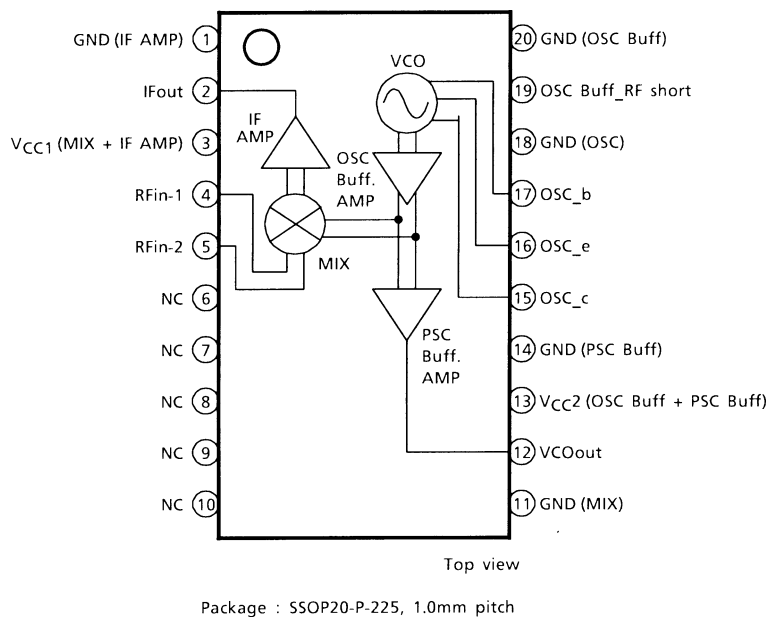 GND (IF AMP) 1
IFout 2
VCC1 (MIX + IF AMP) 3
RFin-1 4
RFin-2 5
NC 6
NC 7
NC 8
NC 9
NC 10
VCO
IF
AMP
OSC
Buff.
AMP
MIX
PSC
Buff.
AMP
20 GND (OSC Buff)
19 OSC Buff_RF short
18 GND (OSC)
17 OSC_b
16 OSC_e
15 OSC_c
14 GND (PSC Buff)
13 VCC2 (OSC Buff + PSC Buff)
12 VCOout
11 GND (MIX)
Top view
Package : SSOP20-P-225, 1.0mm pitch